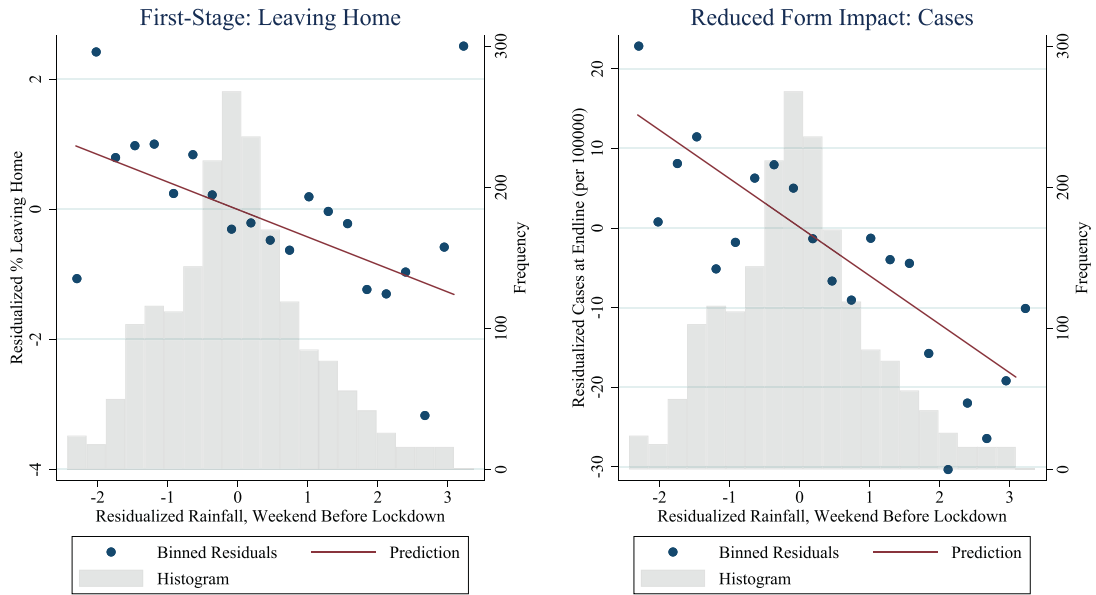 First-Stage: Leaving Home
Residualized % Leaving Home
2
0
-2
-4
300
200
100
0
Frequency
-2 -1 0 1 2 3
Residualized Rainfall, Weekend Before Lockdown
Binned Residuals Prediction
Histogram
Reduced Form Impact: Cases
Residualized Cases at Endline (per 100000)
20
10
0
-10
-20
-30
300
200
100
0
Frequency
-2 -1 0 1 2 3
Residualized Rainfall, Weekend Before Lockdown
Binned Residuals Prediction
Histogram